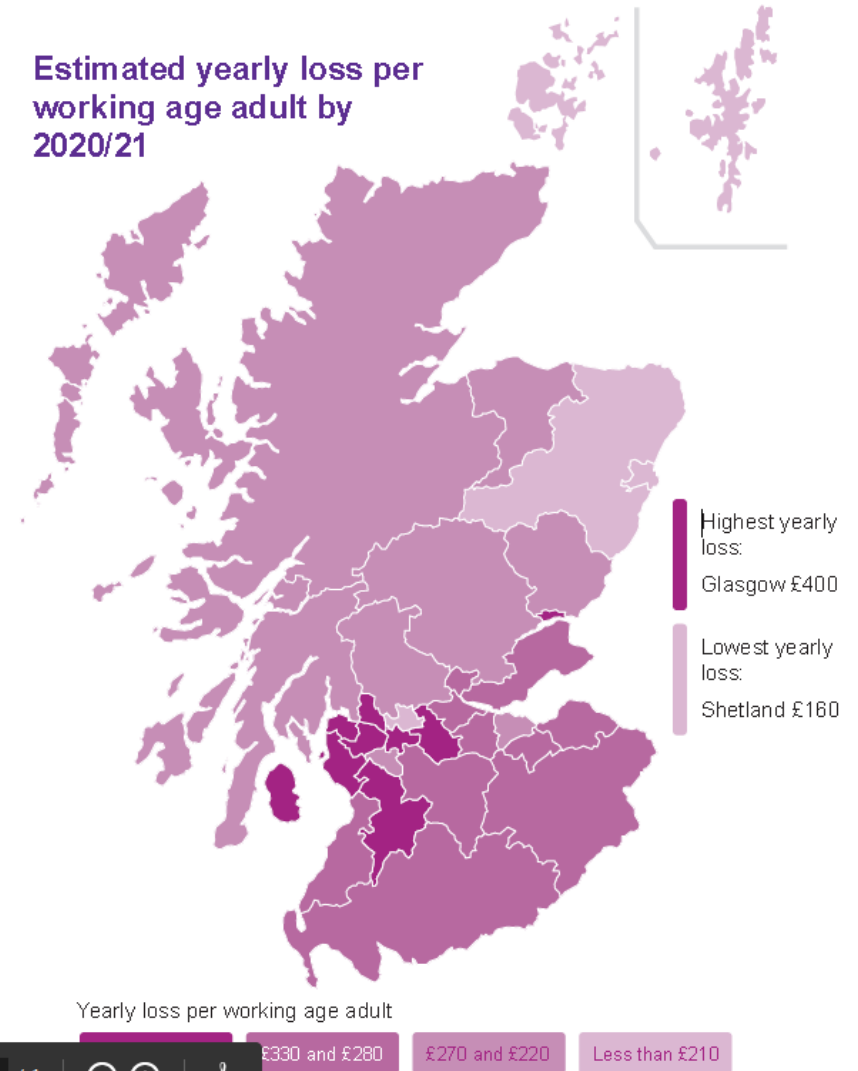 Estimated yearly loss per
working age adult by
2020/21
Highest yearly
loss:
Glasgow £400
Lowest yearly
loss:
Shetland £160
Yearly loss per working age adult
£330 and £280
£270 and £220
Less than £210